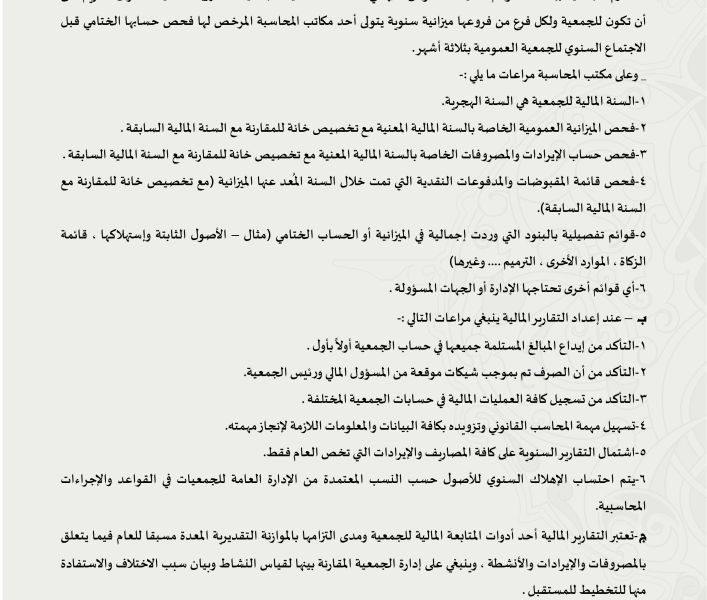 أن تكون للجمعية ولكل فرع من فروعها ميزانية سنوية يتولى أحد مكاتب المحاسبة المرخص لها فحص حسابها الختامي قبل
الاجتماع السنوي للجمعية العمومية بثلاثة أشهر.
_ وعلى مكتب المحاسبة مراعات ما يلي :-
١-السنة المالية للجمعية هي السنة الهجرية.
٢-فحص الميزانية العمومية الخاصة بالسنة المالية المعنية مع تخصيص خانة للمقارنة مع السنة المالية السابقة .
٣-فحص حساب الإيرادات والمصروفات الخاصة بالسنة المالية المعنية مع تخصيص خانة للمقارنة مع السنة المالية السابقة .
٤-فحص قائمة المقبوضات والمدفوعات النقدية التي تمت خلال السنة المُعد عنها الميزانية (مع تخصيص خانة للمقارنة مع
السنة المالية السابقة).
٥-قوائم تفصيلية بالبنود التي وردت إجمالية في الميزانية أو الحساب الختامي (مثال – الأصول الثابتة وإستهلاكها ، قائمة
الزكاة ، الموارد الأخرى ، الترميم .... وغيرها)
٦-أي قوائم أخرى تحتاجها الإدارة أو الجهات المسؤولة .
ب – عند إعداد التقارير المالية ينبغي مراعات التالي :-
١-التأكد من إيداع المبالغ المستلمة جميعها في حساب الجمعية أولاً بأول .
٢-التأكد من أن الصرف تم بموجب شيكات موقعة من المسؤول المالي ورئيس الجمعية.
٣-التأكد من تسجيل كافة العمليات المالية في حسابات الجمعية المختلفة .
٤-تسهيل مهمة المحاسب القانوني وتزويده بكافة البيانات والمعلومات اللازمة لإنجاز مهمته.
٥-اشتمال التقارير السنوية على كافة المصاريف والإيرادات التي تخص العام فقط.
٦-يتم احتساب الإهلاك السنوي للأصول حسب النسب المعتمدة من الإدارة العامة للجمعيات في القواعد والإجراءات
المحاسبية.
ج-تعتبر التقارير المالية أحد أدوات المتابعة المالية للجمعية ومدى التزامها بالموازنة التقديرية المعدة مسبقا للعام فيما يتعلق
بالمصروفات والإيرادات والأنشطة ، وينبغي على إدارة الجمعية المقارنة بينها لقياس النشاط وبيان سبب الاختلاف والاستفادة
منها للتخطيط للمستقبل .